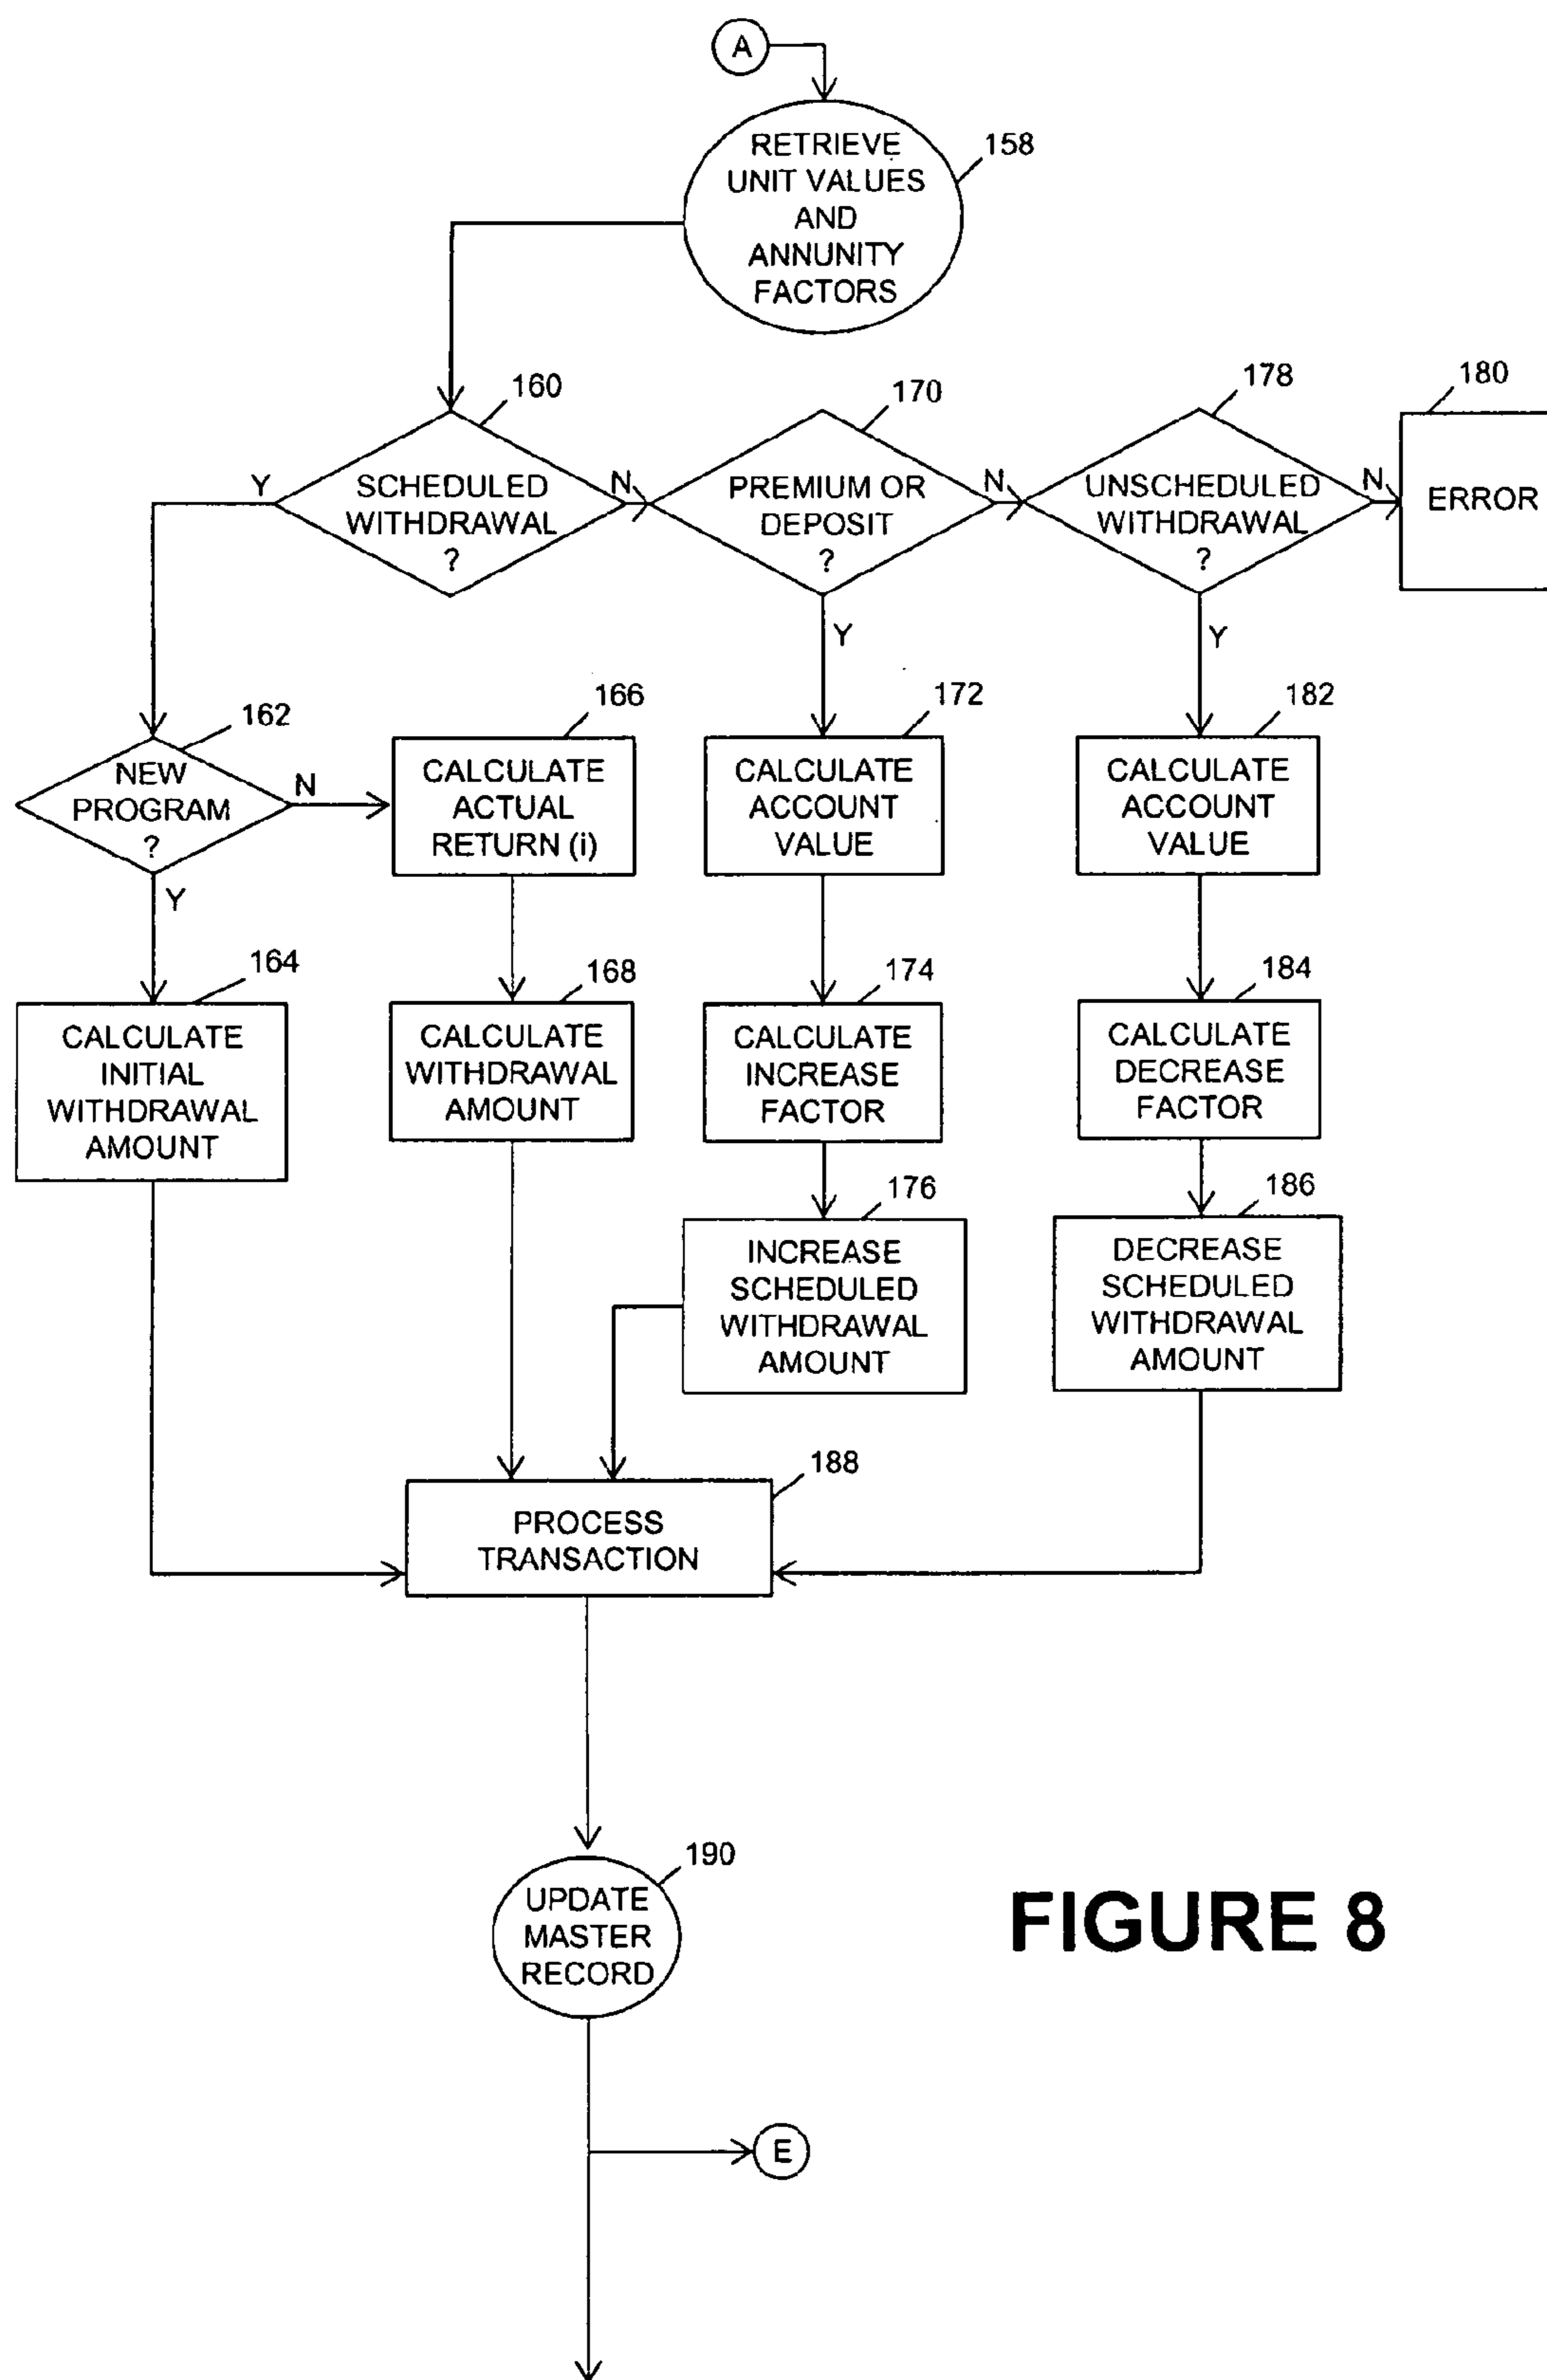 A
RETRIEVE
UNIT VALUES
AND
ANNUNITY
FACTORS
158
160
SCHEDULED
WITHDRAWAL
?
Y
N
170
PREMIUM OR
DEPOSIT
?
N
Y
178
UNSCHEDULED
WITHDRAWAL
?
N
Y
180
ERROR
162
NEW
PROGRAM
?
N
Y
166
CALCULATE
ACTUAL
RETURN (i)
172
CALCULATE
ACCOUNT
VALUE
182
CALCULATE
ACCOUNT
VALUE
164
CALCULATE
INITIAL
WITHDRAWAL
AMOUNT
168
CALCULATE
WITHDRAWAL
AMOUNT
174
CALCULATE
INCREASE
FACTOR
184
CALCULATE
DECREASE
FACTOR
176
INCREASE
SCHEDULED
WITHDRAWAL
AMOUNT
186
DECREASE
SCHEDULED
WITHDRAWAL
AMOUNT
188
PROCESS
TRANSACTION
190
UPDATE
MASTER
RECORD
FIGURE 8
E